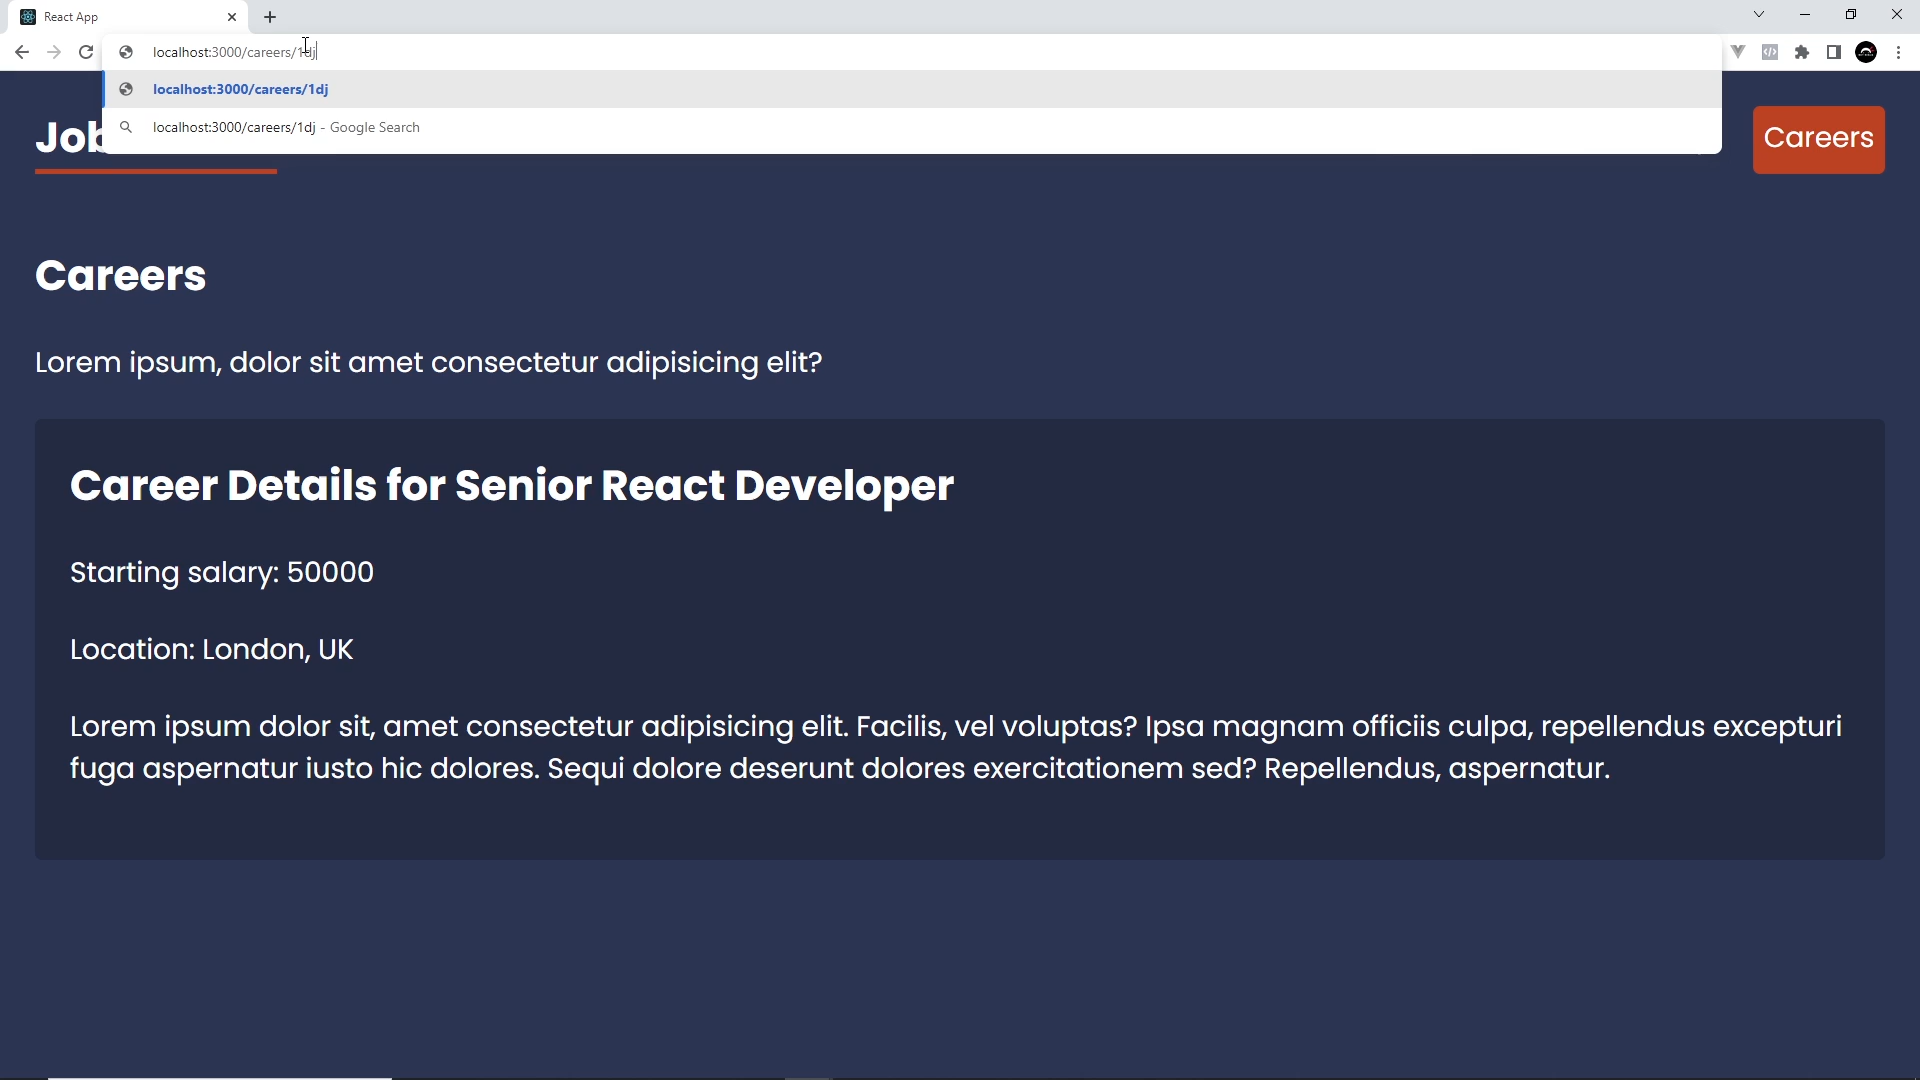 React App
localhost:3000/careers/1dj
localhost:3000/careers/1dj
localhost:3000/careers/1dj - Google Search
Job
Careers
Careers
Lorem ipsum, dolor sit amet consectetur adipisicing elit?
Career Details for Senior React Developer
Starting salary: 50000
Location: London, UK
Lorem ipsum dolor sit, amet consectetur adipisicing elit. Facilis, vel voluptas? Ipsa magnam officiis culpa, repellendus excepturi
fuga aspernatur iusto hic dolores. Sequi dolore deserunt dolores exercitationem sed? Repellendus, aspernatur.